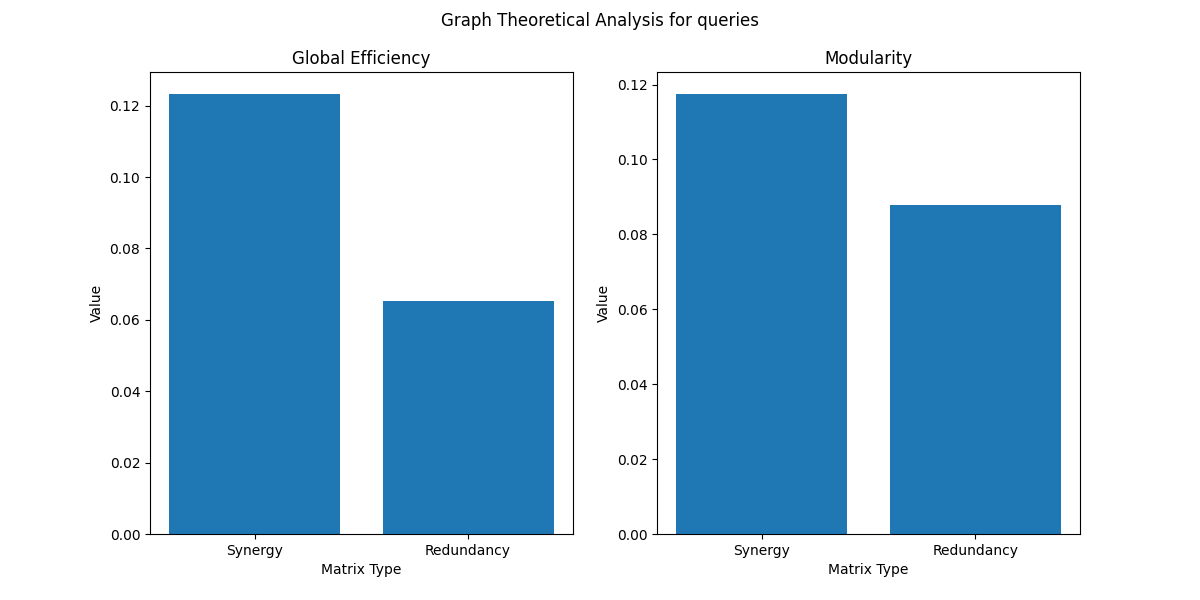 Graph Theoretical Analysis for queries
Global Efficiency
0.12
0.10
0.08
0.06
0.04
0.02
0.00
Value
Synergy Redundancy
Matrix Type
Modularity
0.12
0.10
0.08
0.06
0.04
0.02
0.00
Value
Synergy Redundancy
Matrix Type